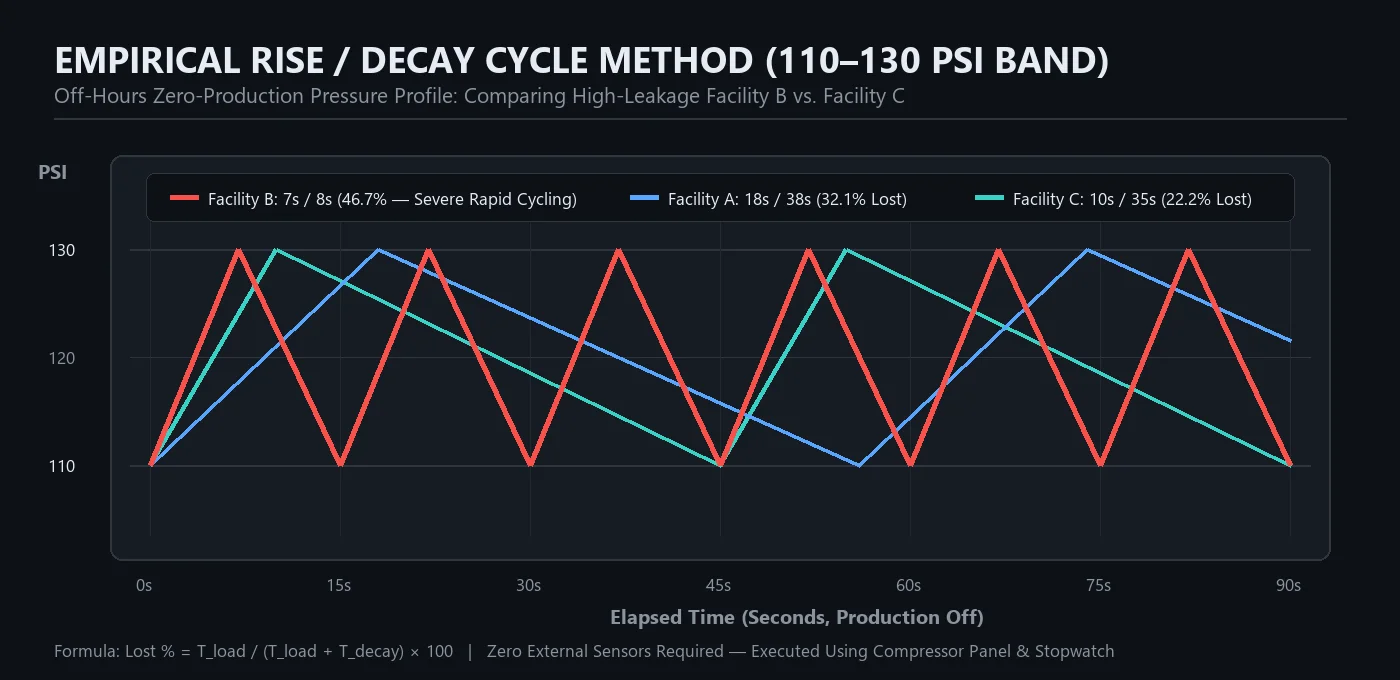 EMPIRICAL RISE / DECAY CYCLE METHOD (110–130 PSI BAND)
Off-Hours Zero-Production Pressure Profile: Comparing High-Leakage Facility B vs. Facility C
PSI
Facility B: 7s / 8s (46.7% — Severe Rapid Cycling)
Facility A: 18s / 38s (32.1% Lost)
Facility C: 10s / 35s (22.2% Lost)
130
120
110
0s
15s
30s
45s
60s
75s
90s
Elapsed Time (Seconds, Production Off)
Formula: Lost % = T_load / (T_load + T_decay) × 100 | Zero External Sensors Required — Executed Using Compressor Panel & Stopwatch